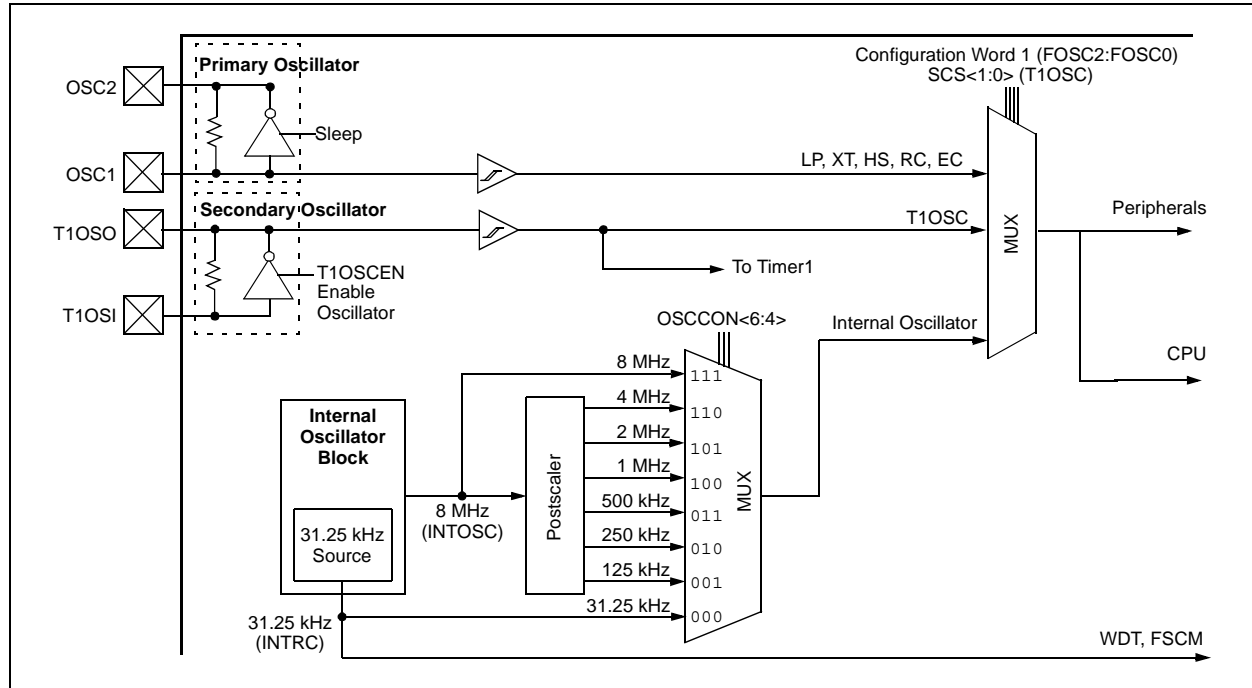 Configuration Word 1 (FOSC2:FOSC0)
SCS<1:0> (T1OSC)
Primary Oscillator
OSC2
Sleep
OSC1
LP, XT, HS, RC, EC
Secondary Oscillator
T1OSO
T1OSC
MUX
Peripherals
To Timer1
T1OSCEN
Enable
Oscillator
T1OSI
OSCCON<6:4>
Internal Oscillator
CPU
8 MHz
111
4 MHz
110
Internal
Oscillator
Block
2 MHz
101
1 MHz
100
Postscaler
MUX
8 MHz
(INTOSC)
500 kHz
011
31.25 kHz
Source
250 kHz
010
125 kHz
001
31.25 kHz
000
31.25 kHz
(INTRC)
WDT, FSCM